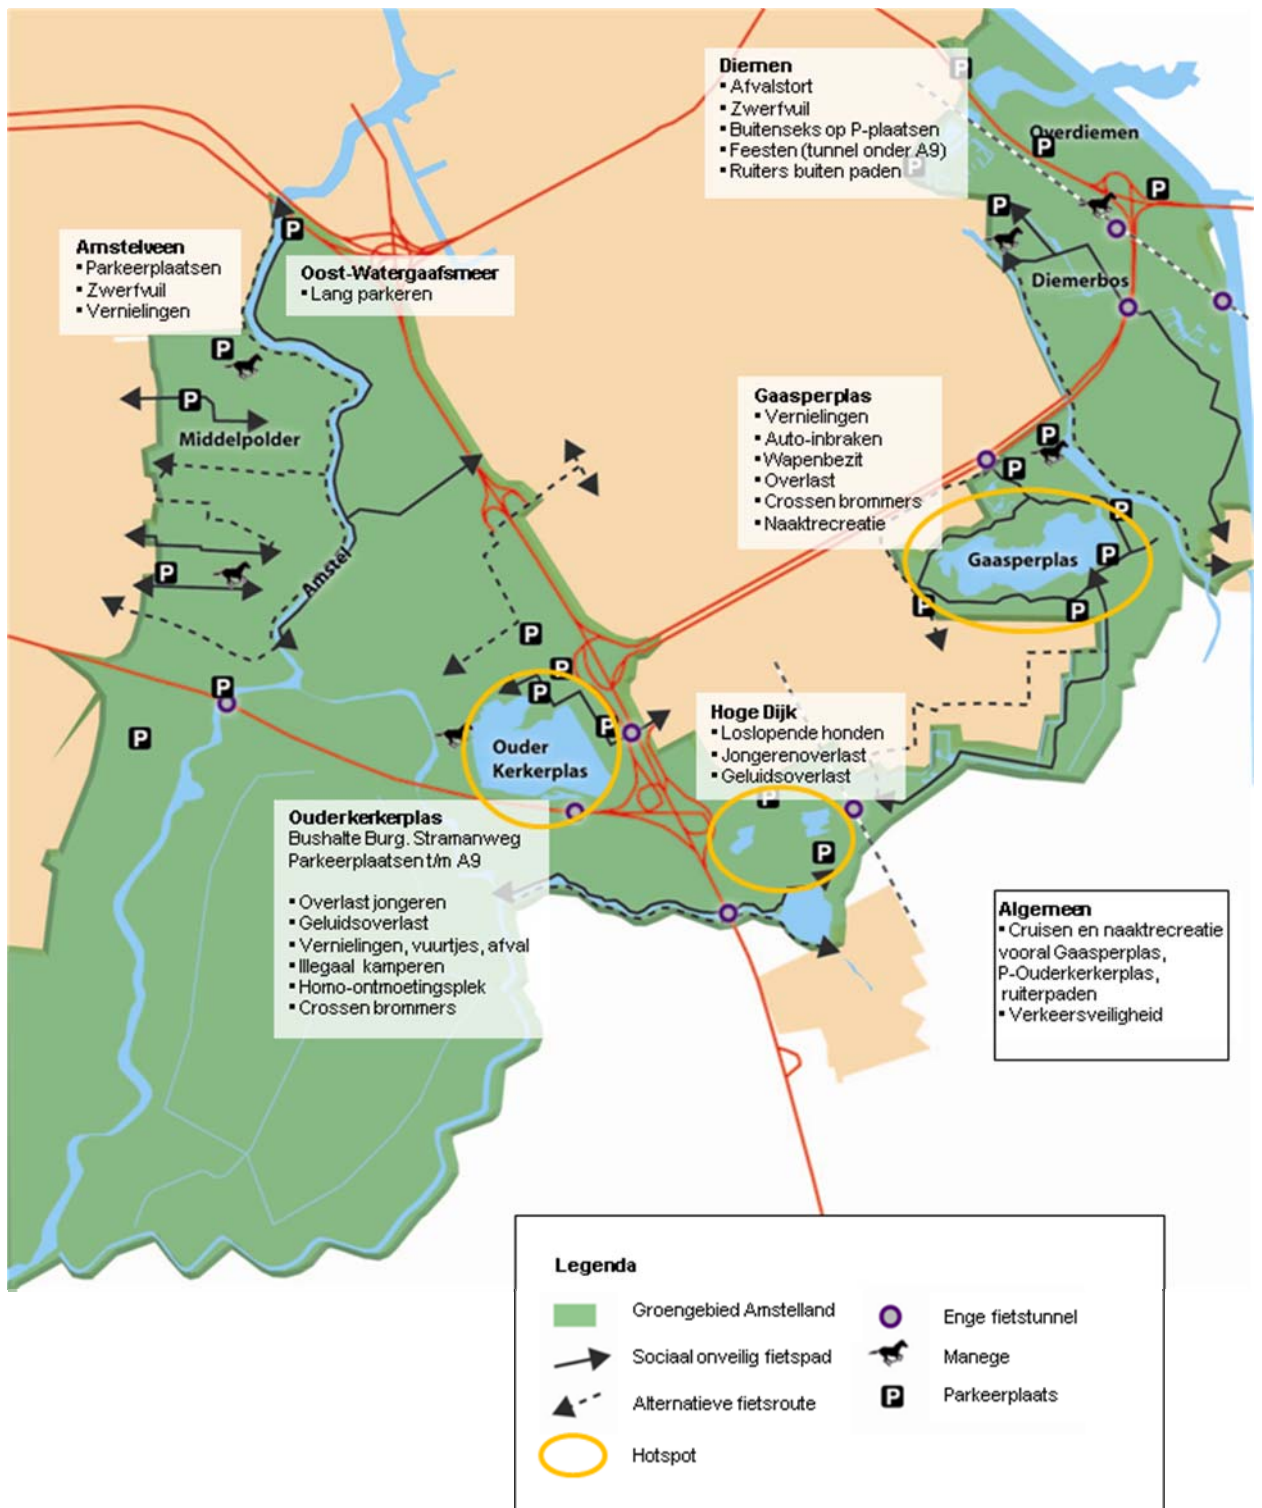 Diemen
▪ Afvalstort
▪ Zwerfvuil
▪ Buitenseks op P-plaatsen
▪ Feesten (tunnel onder A9)
▪ Ruiters buiten paden
P
Overdiemen
P
P
P
P
Amstelveen
▪ Parkeerplaatsen
▪ Zwerfvuil
▪ Vernielingen
P
Oost-Watergaafsmeer
▪ Lang parkeren
Diemerbos
P
P
Middelpolder
Gaasperplas
▪ Vernielingen
▪ Auto-inbraken
▪ Wapenbezit
▪ Overlast
▪ Crossen brommers
▪ Naaktrecreatie
P
P
P
Gaasperplas
P
P
P
Amstel
P
P
P
P
P
P
P
Ouder
Kerkerplas
Hoge Dijk
▪ Loslopende honden
▪ Jongerenoverlast
▪ Geluidsoverlast
P
P
P
Ouderkerkerplas
Bushalte Burg. Stramanweg
Parkeerplaatsen t/m A9
▪ Overlast jongeren
▪ Geluidsoverlast
▪ Vernielingen, vuurtjes, afval
▪ Illegaal kamperen
▪ Homo-ontmoetingsplek
▪ Crossen brommers
Algemeen
▪ Cruisen en naaktrecreatie
vooral Gaasperplas,
P-Ouderkerkerplas,
ruiterpaden
▪ Verkeersveiligheid
Legenda
Groengebied Amstelland
Enge fietstunnel
Sociaal onveilig fietspad
Manege
Alternatieve fietsroute
P
Parkeerplaats
Hotspot